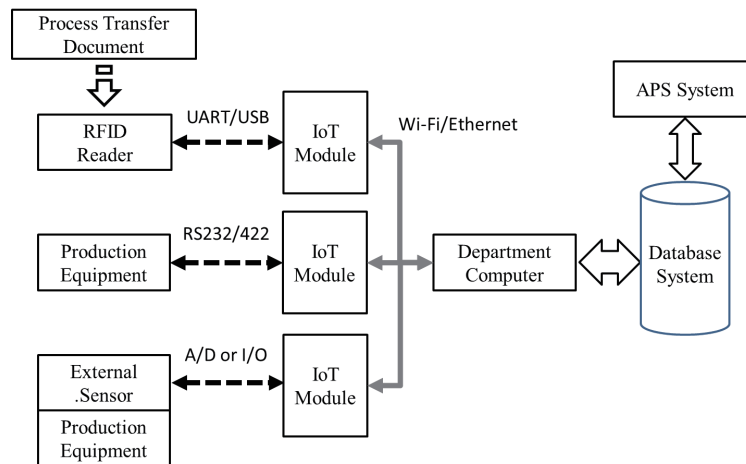 Process Transfer
Document
RFID
Reader
UART/USB
IoT
Module
Wi-Fi/Ethernet
APS System
Production
Equipment
RS232/422
IoT
Module
Department
Computer
Database
System
External
.Sensor
Production
Equipment
A/D or I/O
IoT
Module